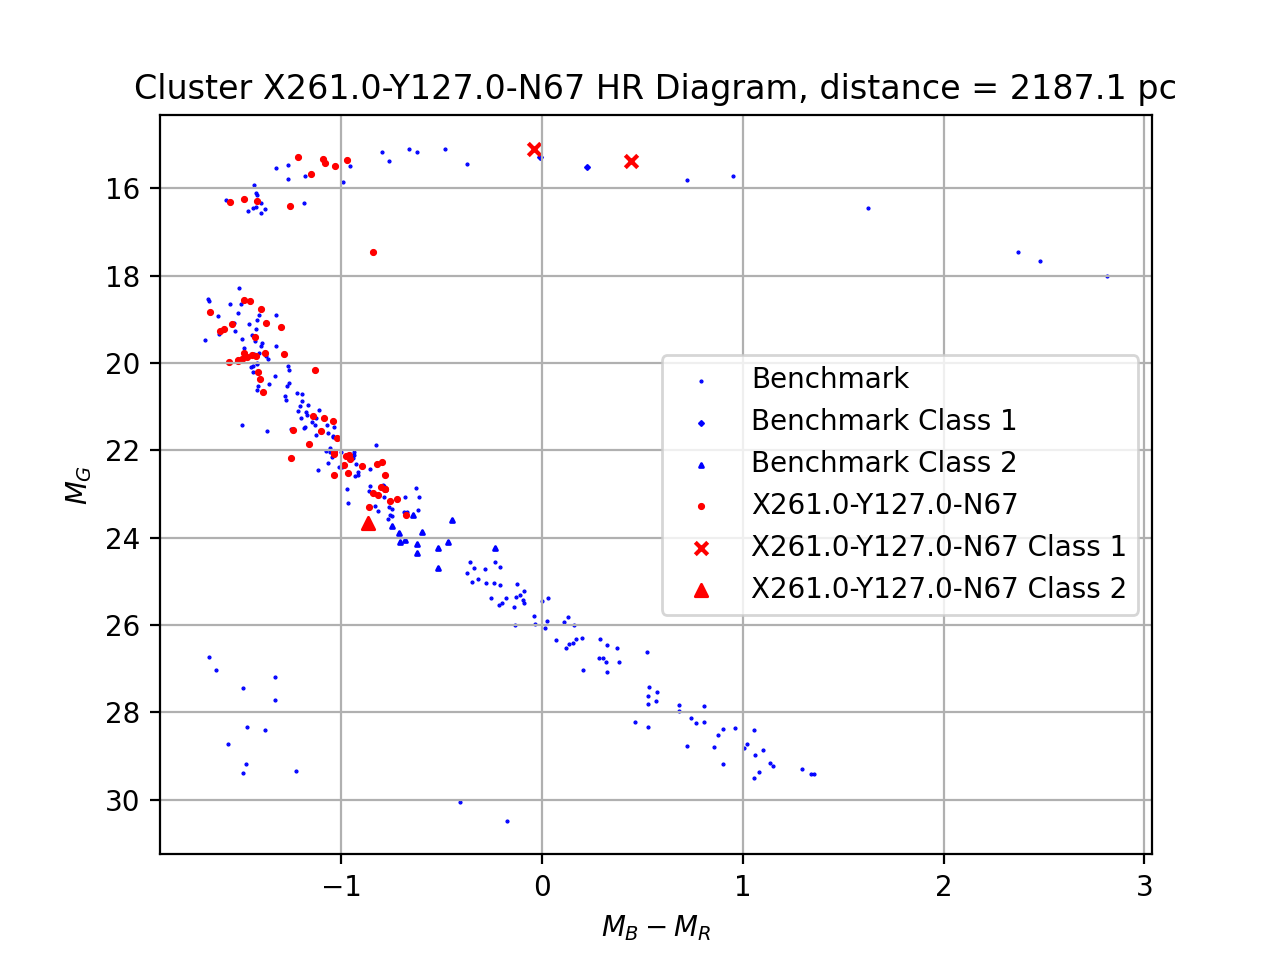 Cluster X261.0-Y127.0-N67 HR Diagram, distance = 2187.1 pc
16
18
20
22
24
26
28
30
M_G
Benchmark
Benchmark Class 1
Benchmark Class 2
X261.0-Y127.0-N67
X261.0-Y127.0-N67 Class 1
X261.0-Y127.0-N67 Class 2
−1 0 1 2 3
M_B − M_R